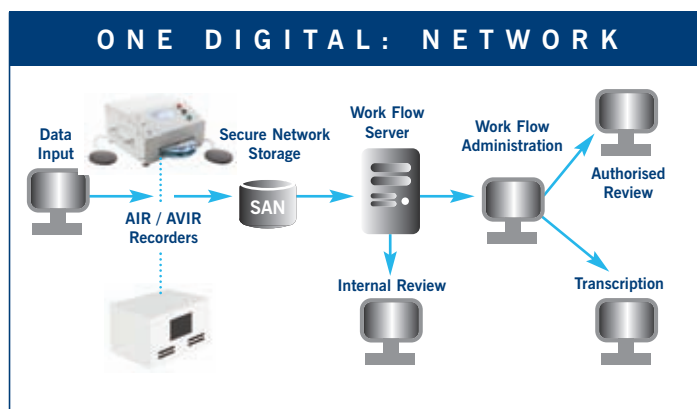 ONE DIGITAL: NETWORK
Data
Input
AIR / AVIR
Recorders
Secure Network
Storage
SAN
Work Flow
Server
Internal Review
Work Flow
Administration
Authorised
Review
Transcription